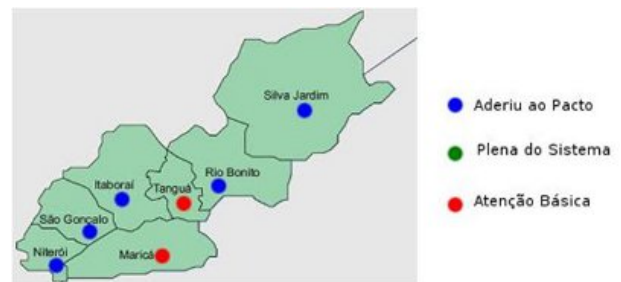 Silva Jardim
Rio Bonito
Itaboraí
Tanguá
São Gonçalo
Niterói
Maricá
Aderiu ao Pacto
Plena do Sistema
Atenção Básica